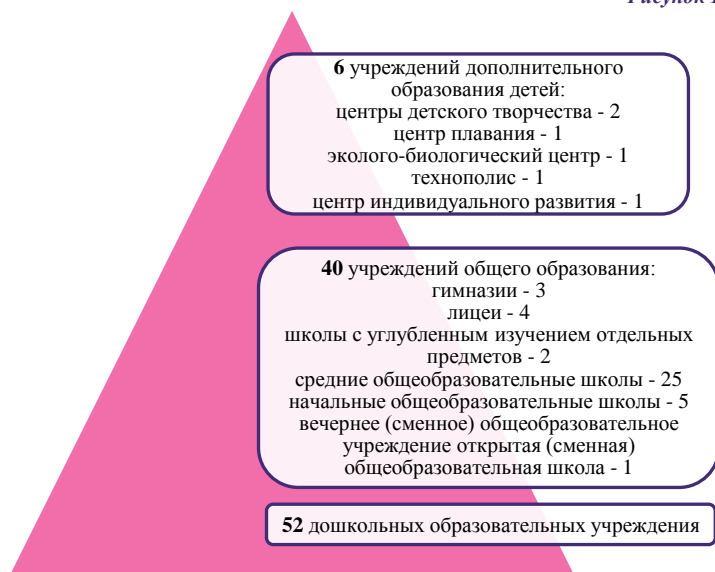 Рисунок
6 учреждений дополнительного
образования детей:
центры детского творчества - 2
центр плавания - 1
эколого-биологический центр - 1
технополис - 1
центр индивидуального развития - 1
40 учреждений общего образования:
гимназии - 3
лицеи - 4
школы с углубленным изучением отдельных
предметов - 2
средние общеобразовательные школы - 25
начальные общеобразовательные школы - 5
вечернее (сменное) общеобразовательное
учреждение открытая (сменная)
общеобразовательная школа - 1
52 дошкольных образовательных учреждения